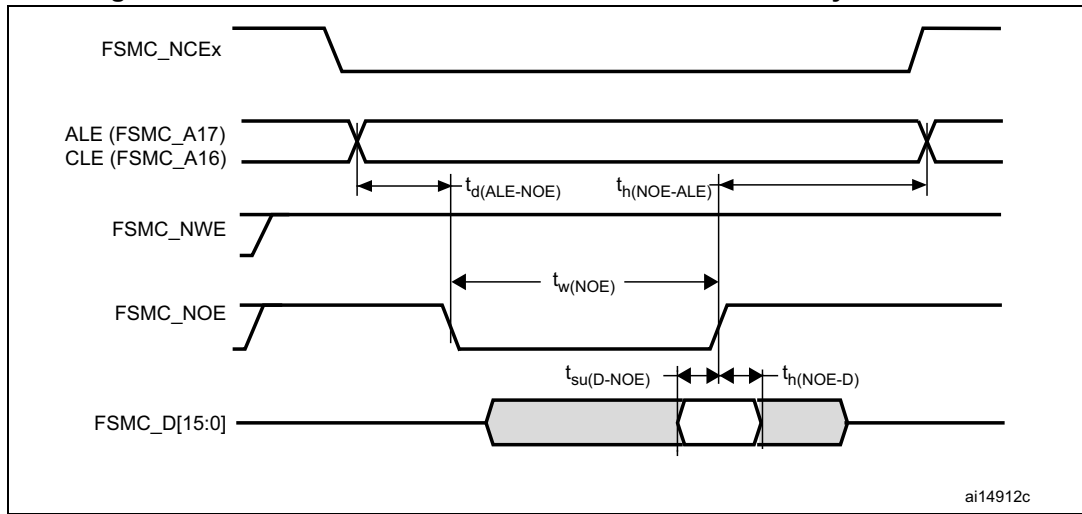 FSMC_NCEx
ALE (FSMC_A17)
CLE (FSMC_A16)
td(ALE-NOE)
th(NOE-ALE)
FSMC_NWE
tw(NOE)
FSMC_NOE
tsu(D-NOE)
th(NOE-D)
FSMC_D[15:0]
ai14912c